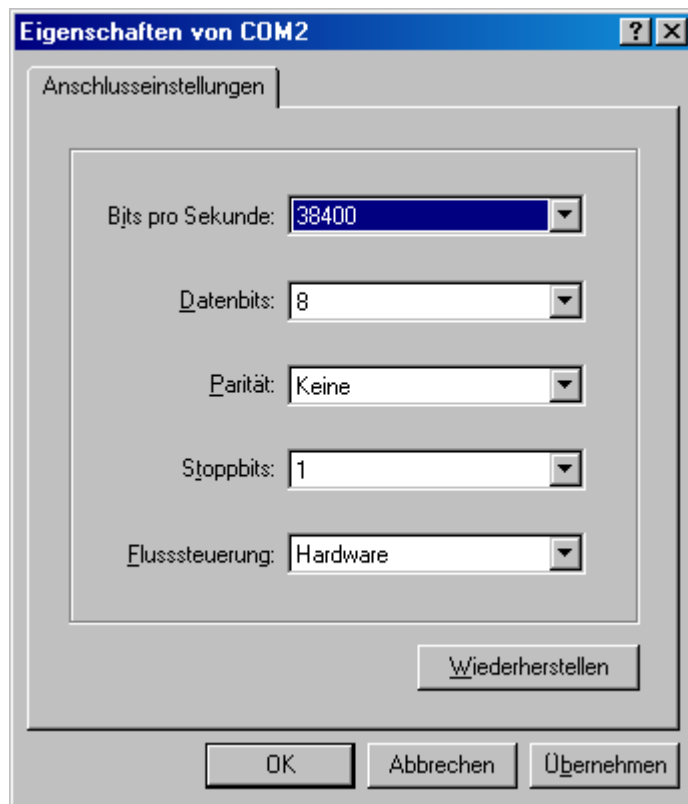 Eigenschaften von COM2
Anschlusseinstellungen
Bits pro Sekunde: 38400
Datenbits: 8
Parität: Keine
Stoppbits: 1
Flusssteuerung: Hardware
Wiederherstellen
OK Abbrechen Übernehmen